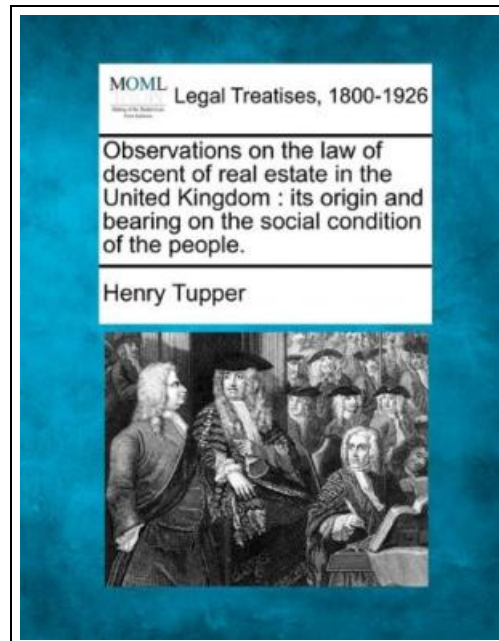 MOML
Legal Treatises, 1800-1926
Observations on the law of
descent of real estate in the
United Kingdom : its origin and
bearing on the social condition
of the people.
Henry Tupper